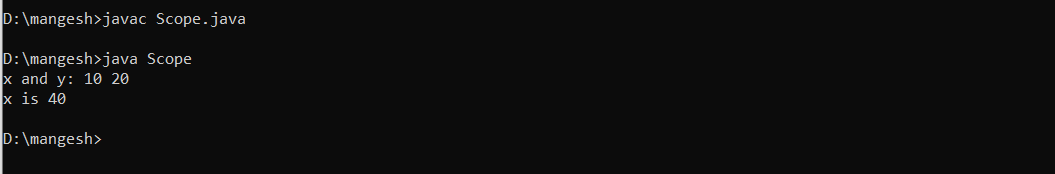 D:\mangesh>javac Scope.java
D:\mangesh>java Scope
x and y: 10 20
x is 40
D:\mangesh>